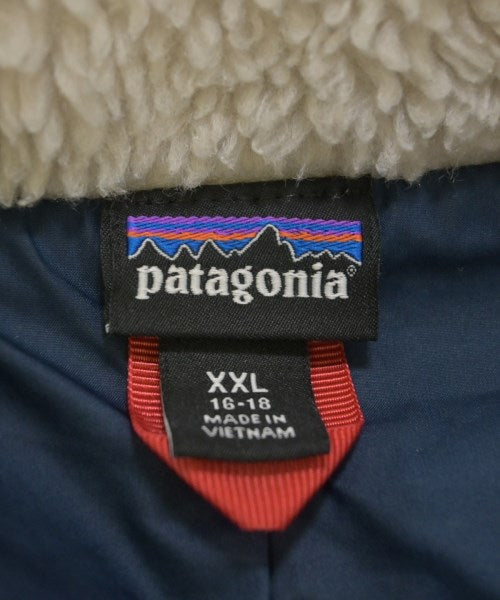 patagonia®
XXL
16-18
MADE IN
VIETNAM